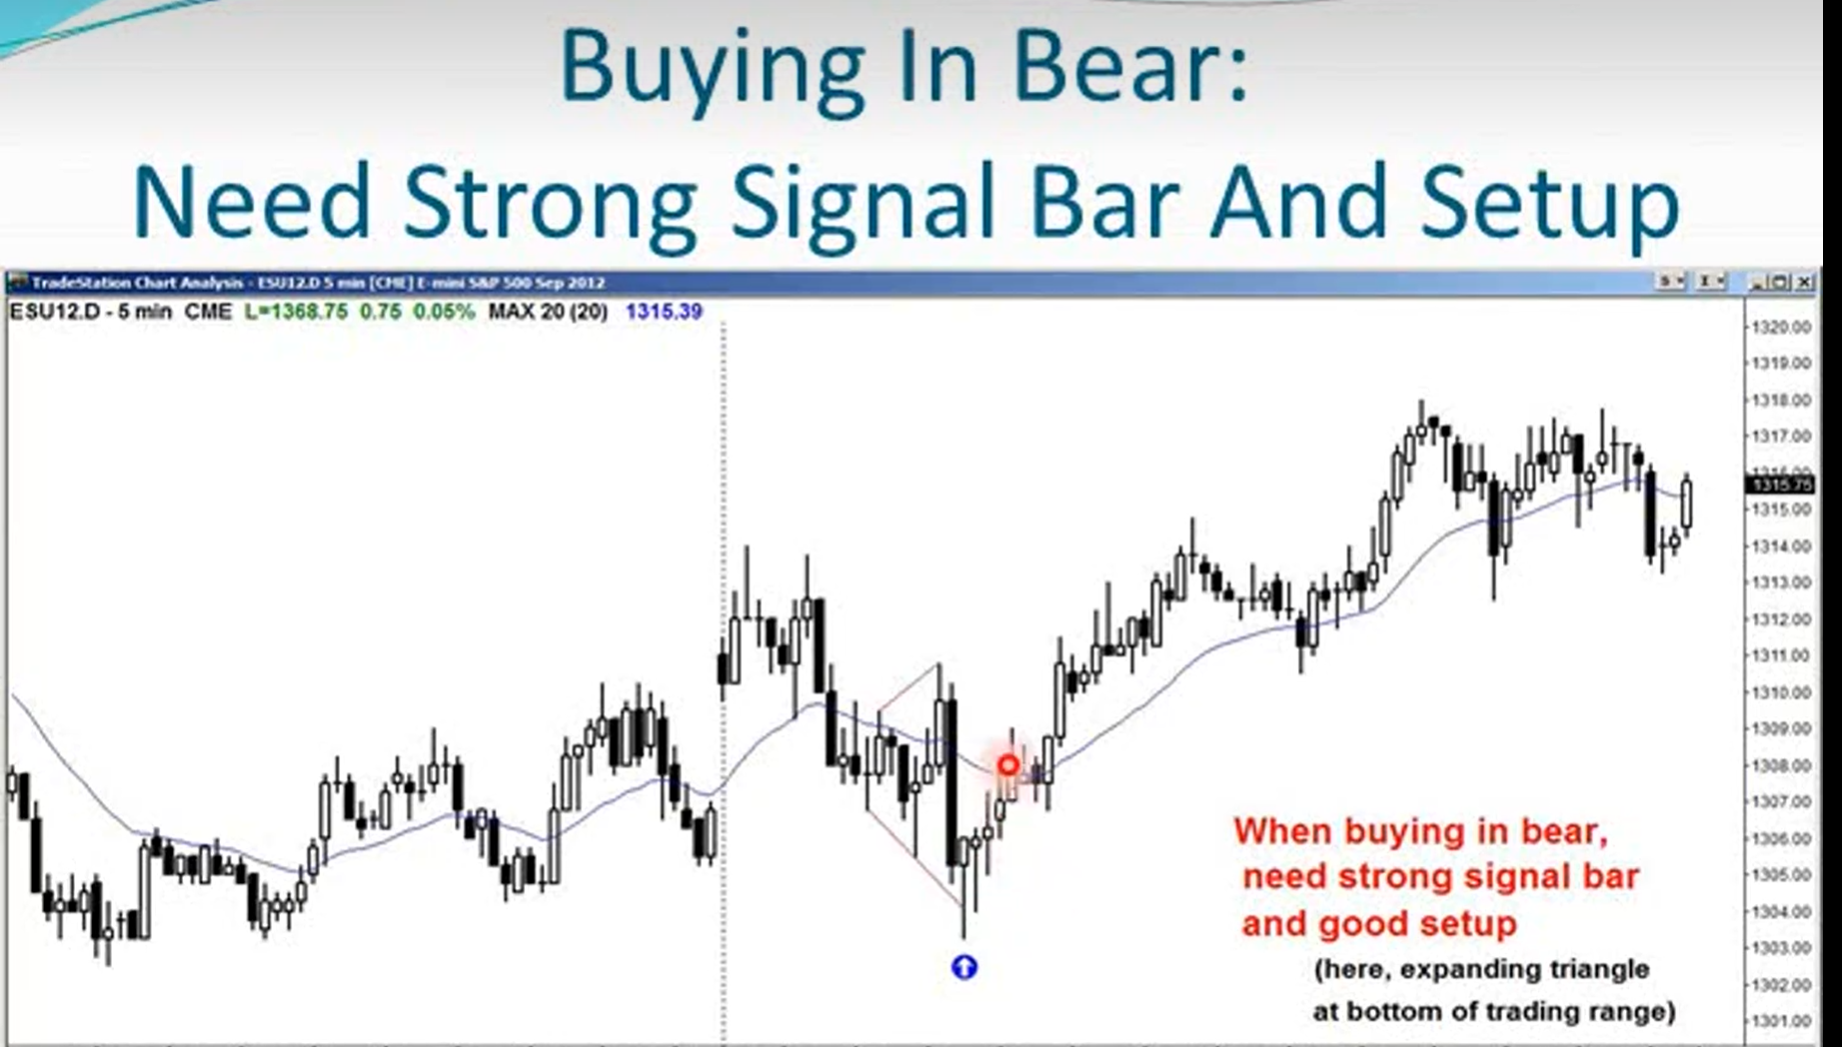 Buying In Bear:
Need Strong Signal Bar And Setup
TradeStation Chart Analysis - ESU12.D 5 min [CME] E-mini S&P 500 Sep 2012
ESU12.D - 5 min CME L=1368.75 0.75 0.05% MAX 20 (20) 1315.39
1320.00
1319.00
1318.00
1317.00
1316.00
1315.75
1315.00
1314.00
1313.00
1312.00
1311.00
1310.00
1309.00
1308.00
1307.00
1306.00
1305.00
1304.00
1303.00
1302.00
1301.00
When buying in bear,
need strong signal bar
and good setup
(here, expanding triangle
at bottom of trading range)